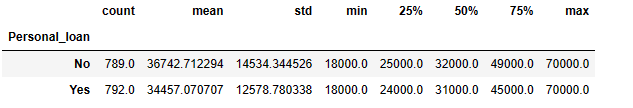 count mean std min 25% 50% 75% max
Personal_loan
No 789.0 36742.712294 14534.344526 18000.0 25000.0 32000.0 49000.0 70000.0
Yes 792.0 34457.070707 12578.780338 18000.0 24000.0 31000.0 45000.0 70000.0